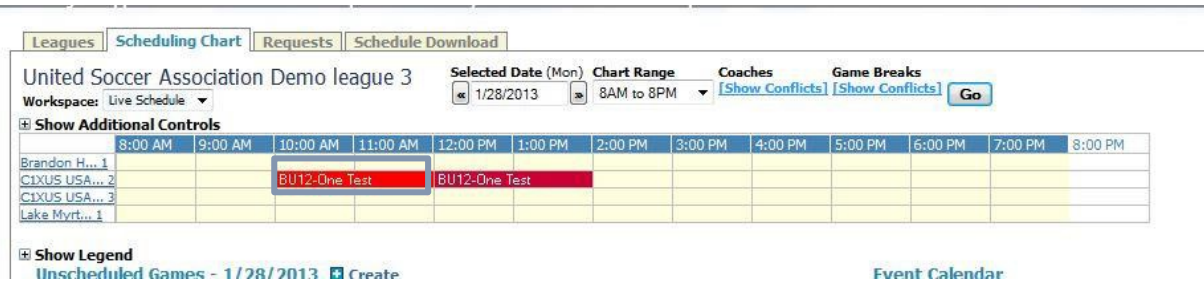 Leagues Scheduling Chart Requests Schedule Download
United Soccer Association Demo league 3
Selected Date (Mon) Chart Range Coaches Game Breaks
« 1/28/2013 » 8AM to 8PM [Show Conflicts] [Show Conflicts] Go
Workspace: Live Schedule
Show Additional Controls
8:00 AM 9:00 AM 10:00 AM 11:00 AM 12:00 PM 1:00 PM 2:00 PM 3:00 PM 4:00 PM 5:00 PM 6:00 PM 7:00 PM 8:00 PM
Brandon H... 1
C1XUS USA... 2 BU12-One Test BU12-One Test
C1XUS USA... 3
Lake Myrt... 1
Show Legend
Unscheduled Games - 1/28/2013 Create Event Calendar